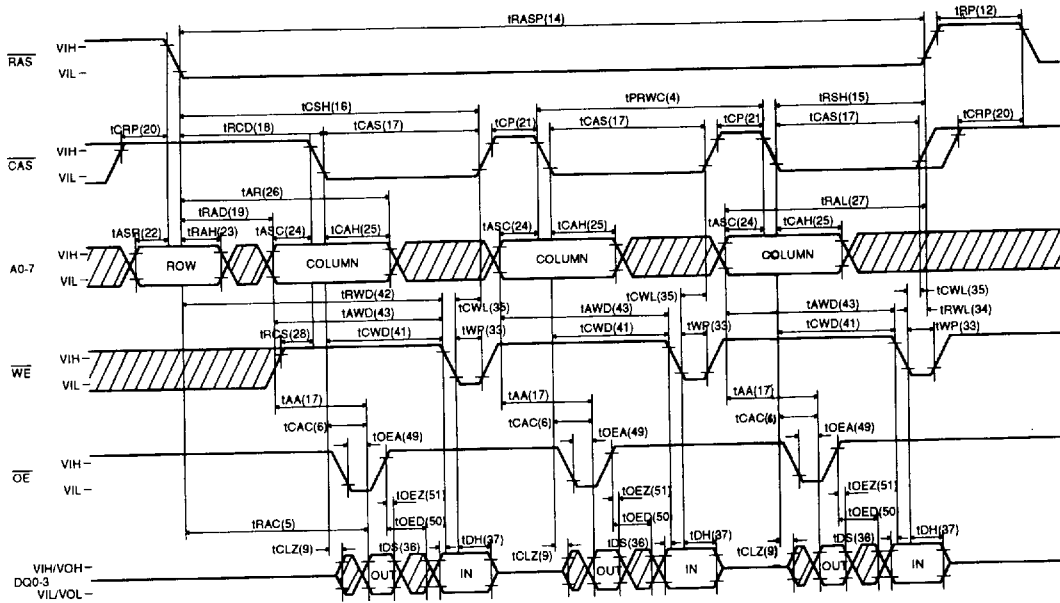 tRASP(14) tRP(12)
RAS VIH VIL
tCSH(16) tPRWC(4) tRSH(15)
tCRP(20) tRCD(18) tCAS(17) tCP(21) tCAS(17) tCP(21) tCAS(17) tCRP(20)
CAS VIH VIL
tAR(26)
tRAD(19) tRAL(27)
tASR(22) tRAH(23) tASC(24) tCAH(25) tASC(24) tCAH(25) tASC(24) tCAH(25)
A0-7 VIH VIL ROW COLUMN COLUMN COLUMN
tRWD(42) tCWL(35) tCWL(35) tCWL(35)
tAWD(43) tAWD(43) tAWD(43) tRWL(34)
tRCS(28) tCWD(41) tWP(33) tCWD(41) tWP(33) tCWD(41) tWP(33)
WE VIH VIL
tAA(17) tAA(17) tAA(17)
tCAC(6) tCAC(6) tCAC(6)
tOEA(49) tOEA(49) tOEA(49)
OE VIH VIL
tOEZ(51) tOEZ(51) tOEZ(51)
tRAC(5) tOED(50) tOED(50) tOED(50)
tCLZ(9) tDS(36) tDH(37) tCLZ(9) tDS(36) tDH(37) tCLZ(9) tDS(36) tDH(37)
VIH/VOH
DQ0-3 OUT IN OUT IN OUT IN
VIL/VOL